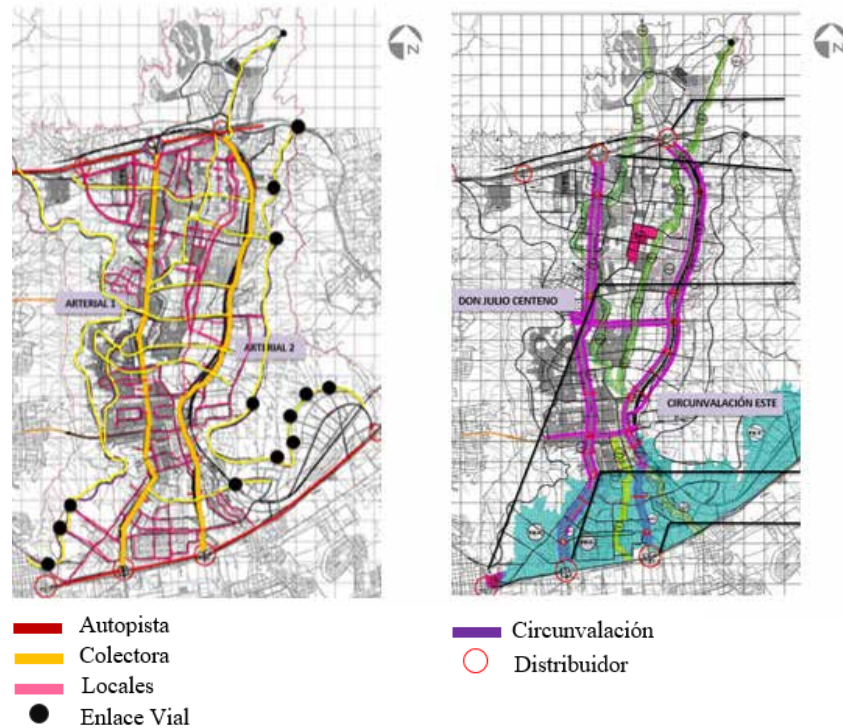 N
N
ARTERIAL 1
ARTERIAL 2
DON JULIO CENTENO
CIRCUNVALACIÓN ESTE
Autopista
Colectora
Locales
Enlace Vial
Circunvalación
Distribuidor